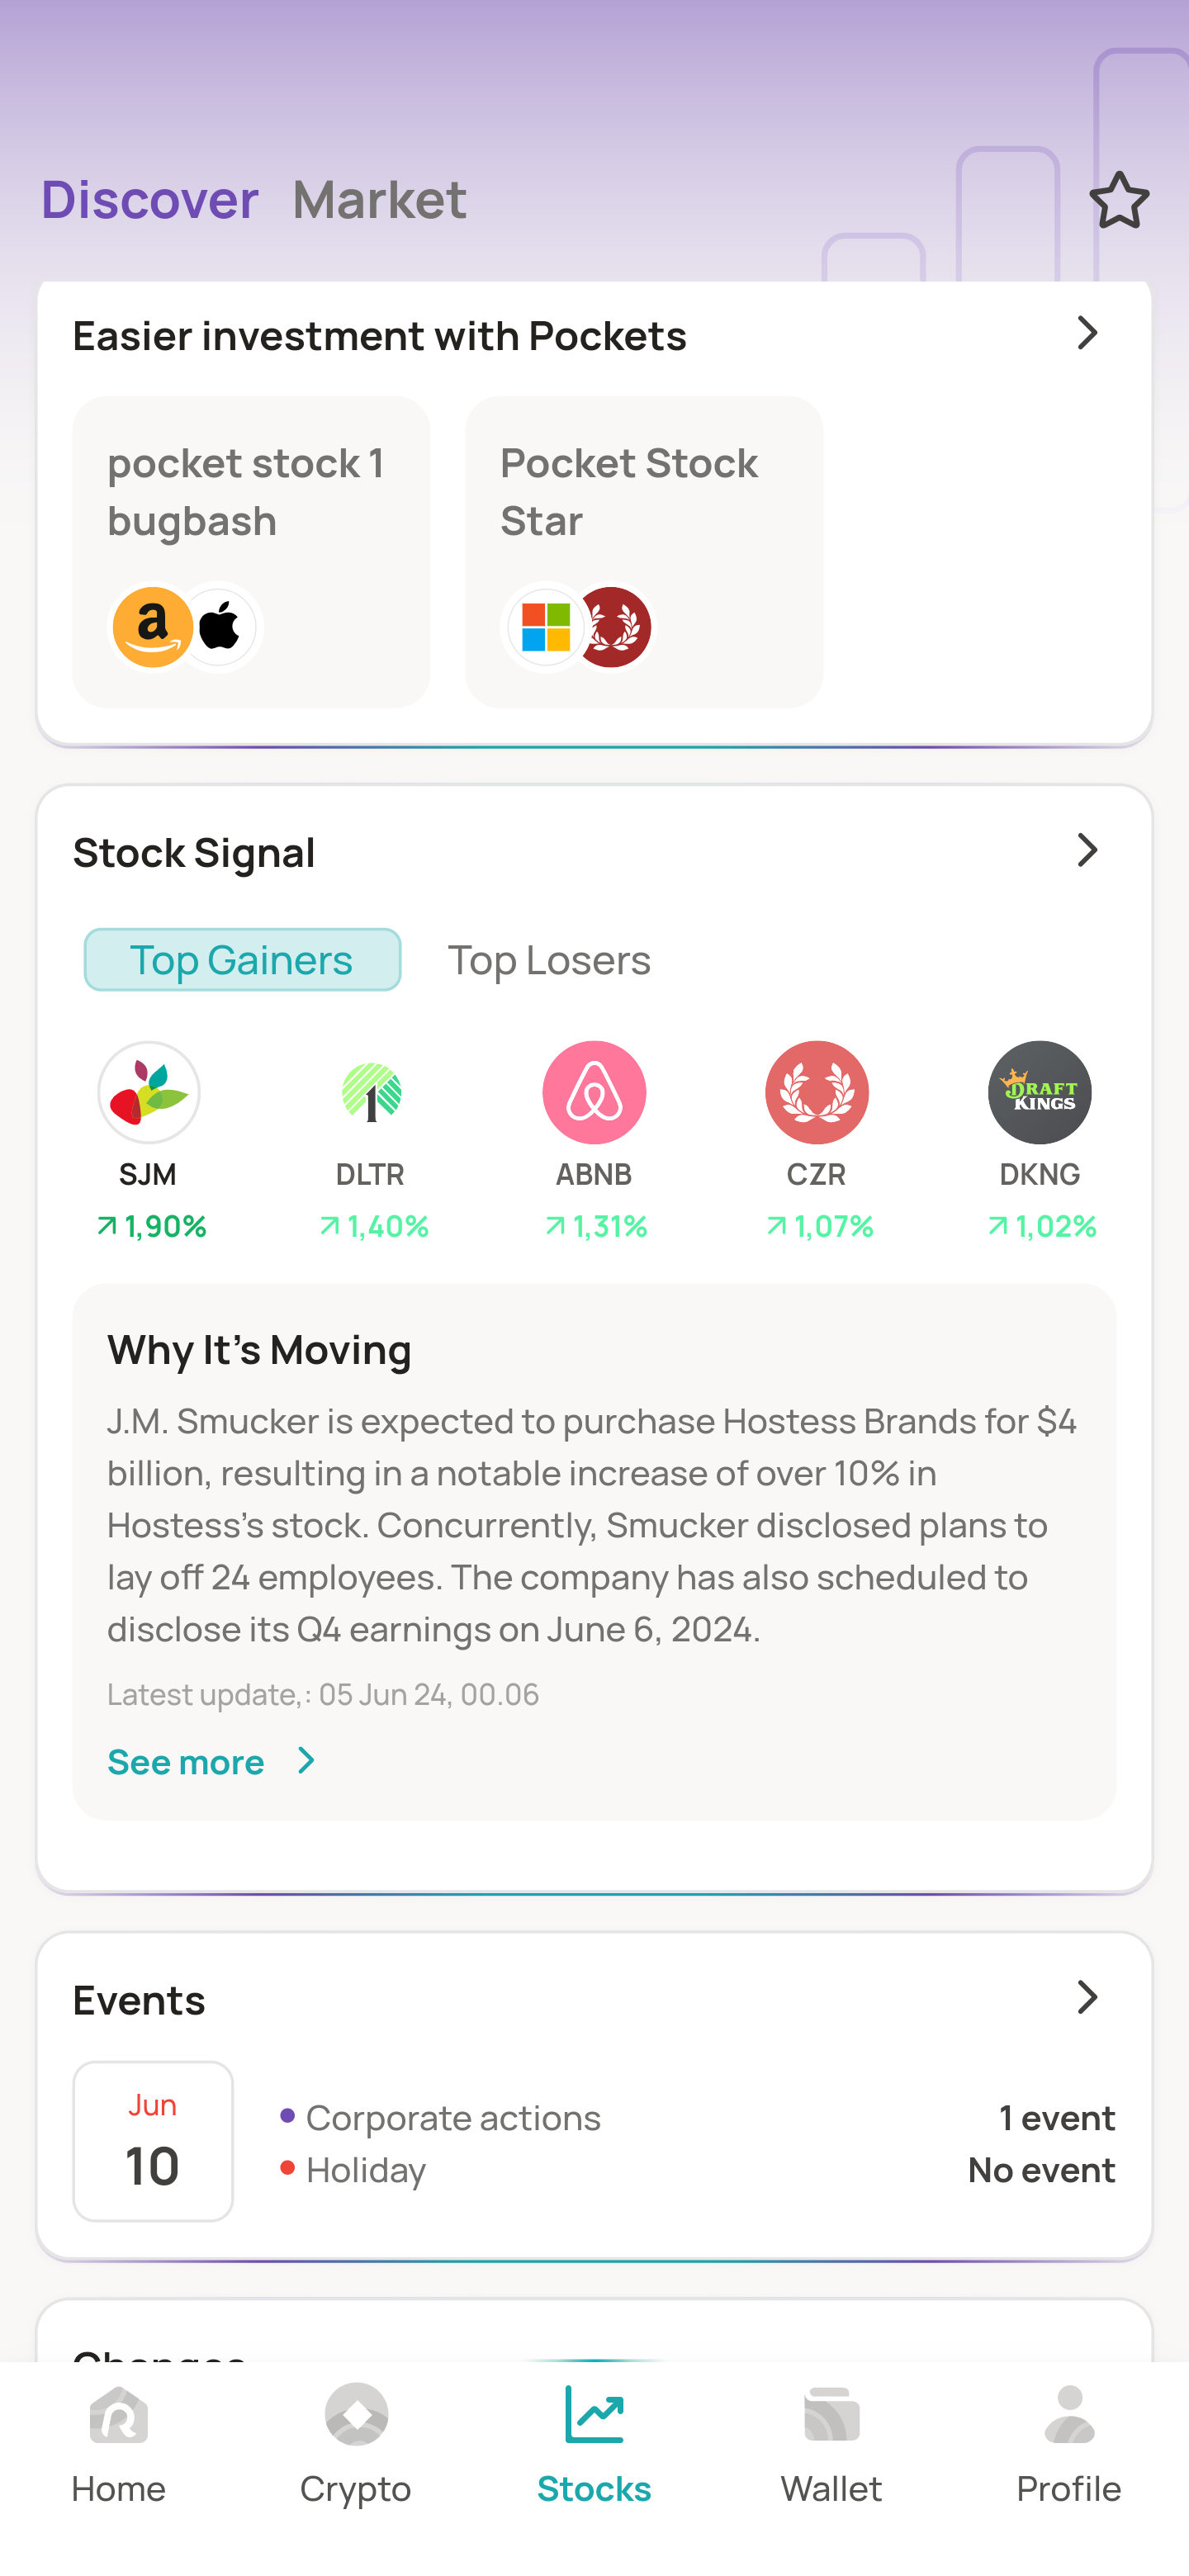 Discover Market
Easier investment with Pockets
pocket stock 1
bugbash
Pocket Stock
Star
a
Stock Signal
Top Gainers Top Losers
1
DRAFT
KINGS
SJM DLTR ABNB CZR DKNG
1,90% 1,40% 1,31% 1,07% 1,02%
Why It's Moving
J.M. Smucker is expected to purchase Hostess Brands for $4
billion, resulting in a notable increase of over 10% in
Hostess's stock. Concurrently, Smucker disclosed plans to
lay off 24 employees. The company has also scheduled to
disclose its Q4 earnings on June 6, 2024.
Latest update,: 05 Jun 24, 00.06
See more
Events
Jun
10
Corporate actions 1 event
Holiday No event
Home Crypto Stocks Wallet Profile